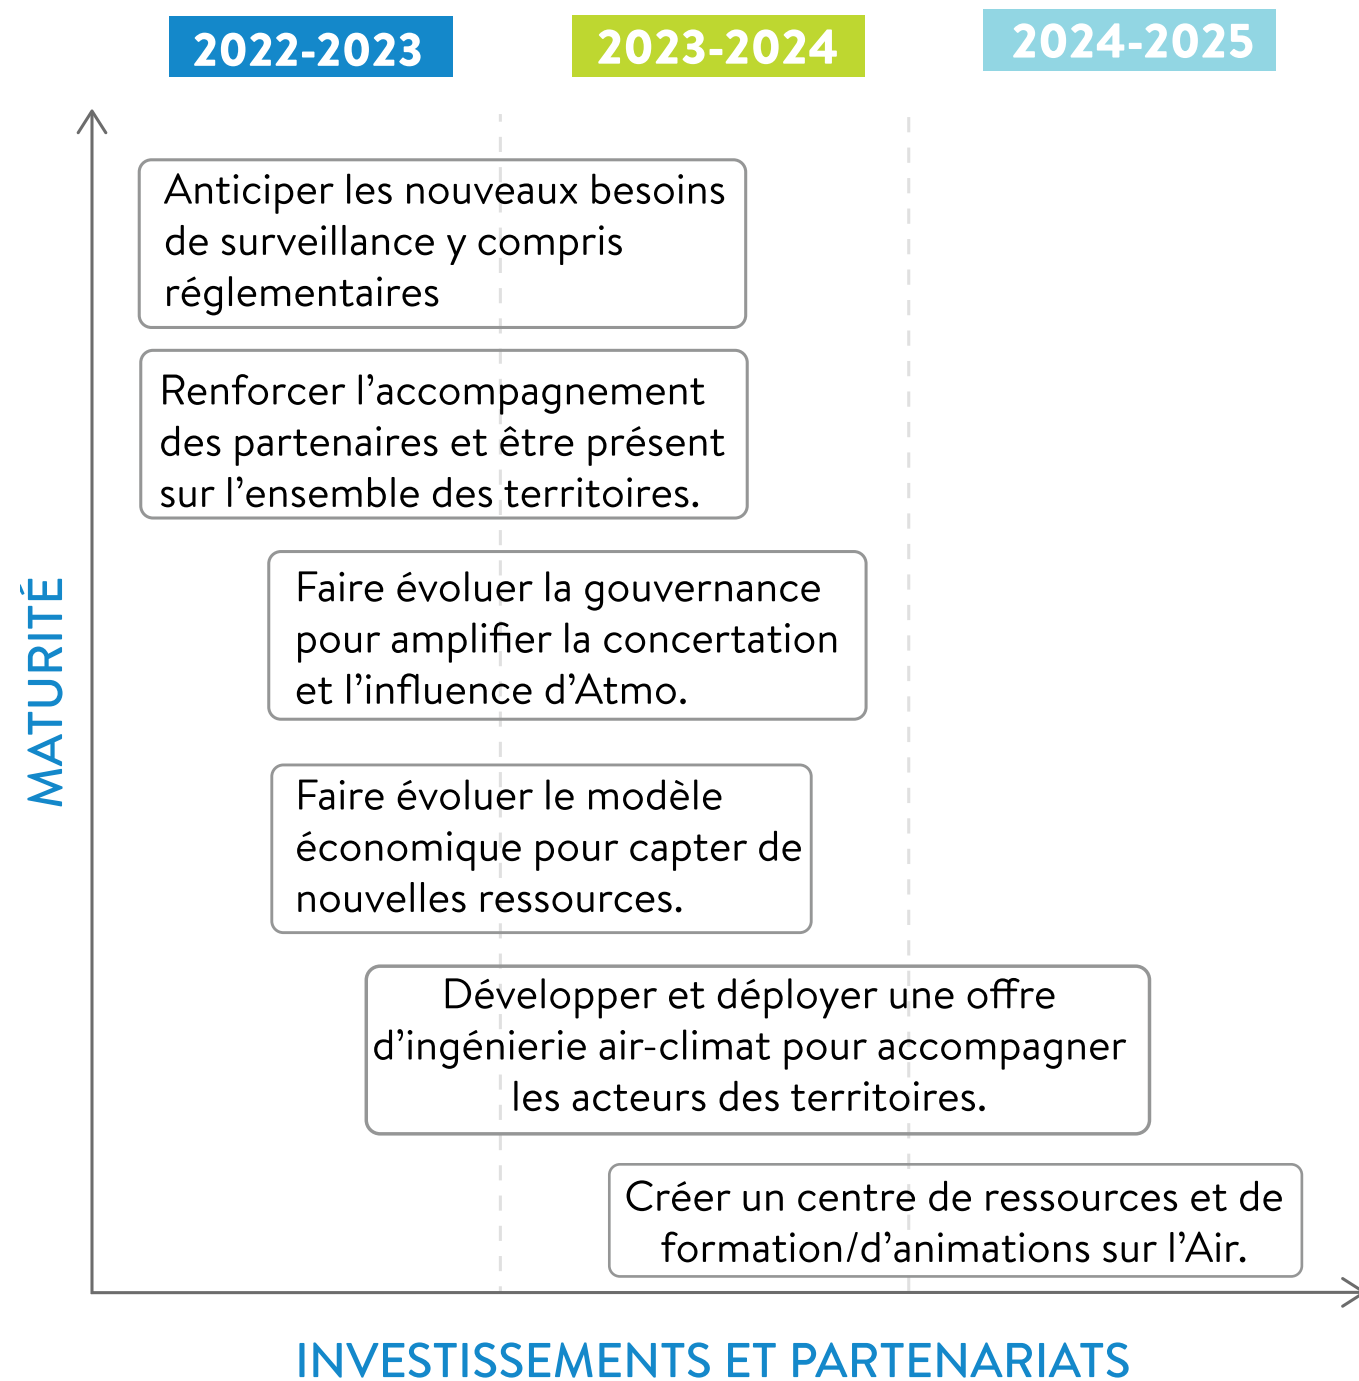 2022-2023
2023-2024
2024-2025
Anticiper les nouveaux besoins
de surveillance y compris
réglementaires
Renforcer l’accompagnement
des partenaires et être présent
sur l’ensemble des territoires.
Faire évoluer la gouvernance
pour amplifier la concertation
et l’influence d’Atmo.
Faire évoluer le modèle
économique pour capter de
nouvelles ressources.
Développer et déployer une offre
d’ingénierie air-climat pour accompagner
les acteurs des territoires.
Créer un centre de ressources et de
formation/d’animations sur l’Air.
MATURITÉ
INVESTISSEMENTS ET PARTENARIATS